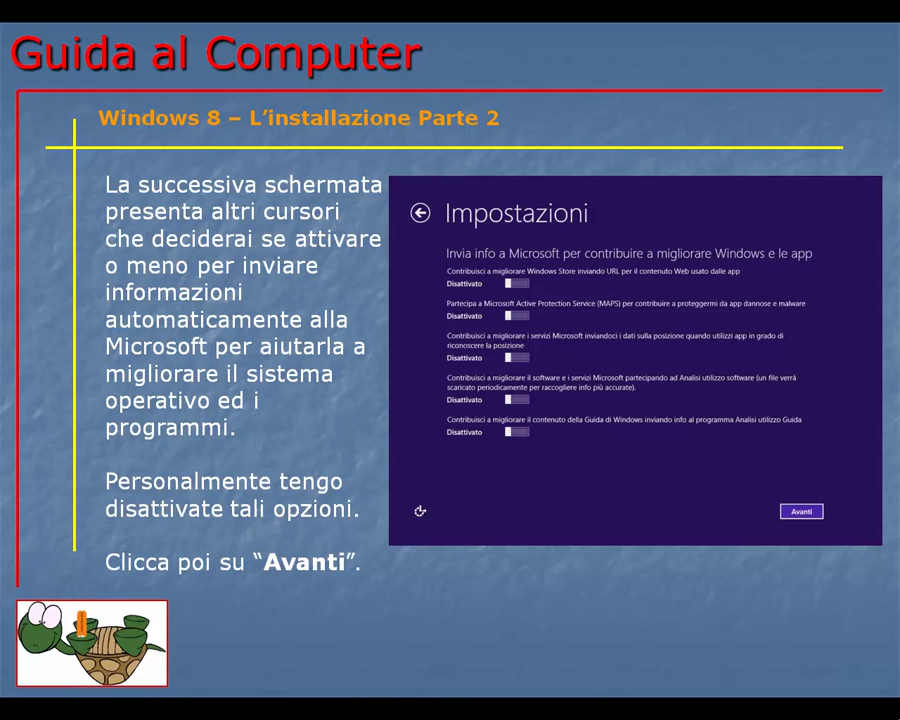 Guida al Computer
Windows 8 – L'installazione Parte 2
La successiva schermata
presenta altri cursori
che deciderai se attivare
o meno per inviare
informazioni
automaticamente alla
Microsoft per aiutarla a
migliorare il sistema
operativo ed i
programmi.
Personalmente tengo
disattivate tali opzioni.
Clicca poi su “Avanti”.
Impostazioni
Invia info a Microsoft per contribuire a migliorare Windows e le app
Contribuisci a migliorare Windows Store inviando URL per il contenuto Web usato dalle app
Disattivato
Partecipa a Microsoft Active Protection Service (MAPS) per contribuire a proteggermi da app dannose e malware
Disattivato
Contribuisci a migliorare i servizi Microsoft inviandoci i dati sulla posizione quando utilizzi app in grado di
riconoscere la posizione
Disattivato
Contribuisci a migliorare il software e i servizi Microsoft partecipando ad Analisi utilizzo software (un file verrà
scaricato periodicamente per raccogliere info più accurate).
Disattivato
Contribuisci a migliorare il contenuto della Guida di Windows inviando info al programma Analisi utilizzo Guida
Disattivato
Avanti